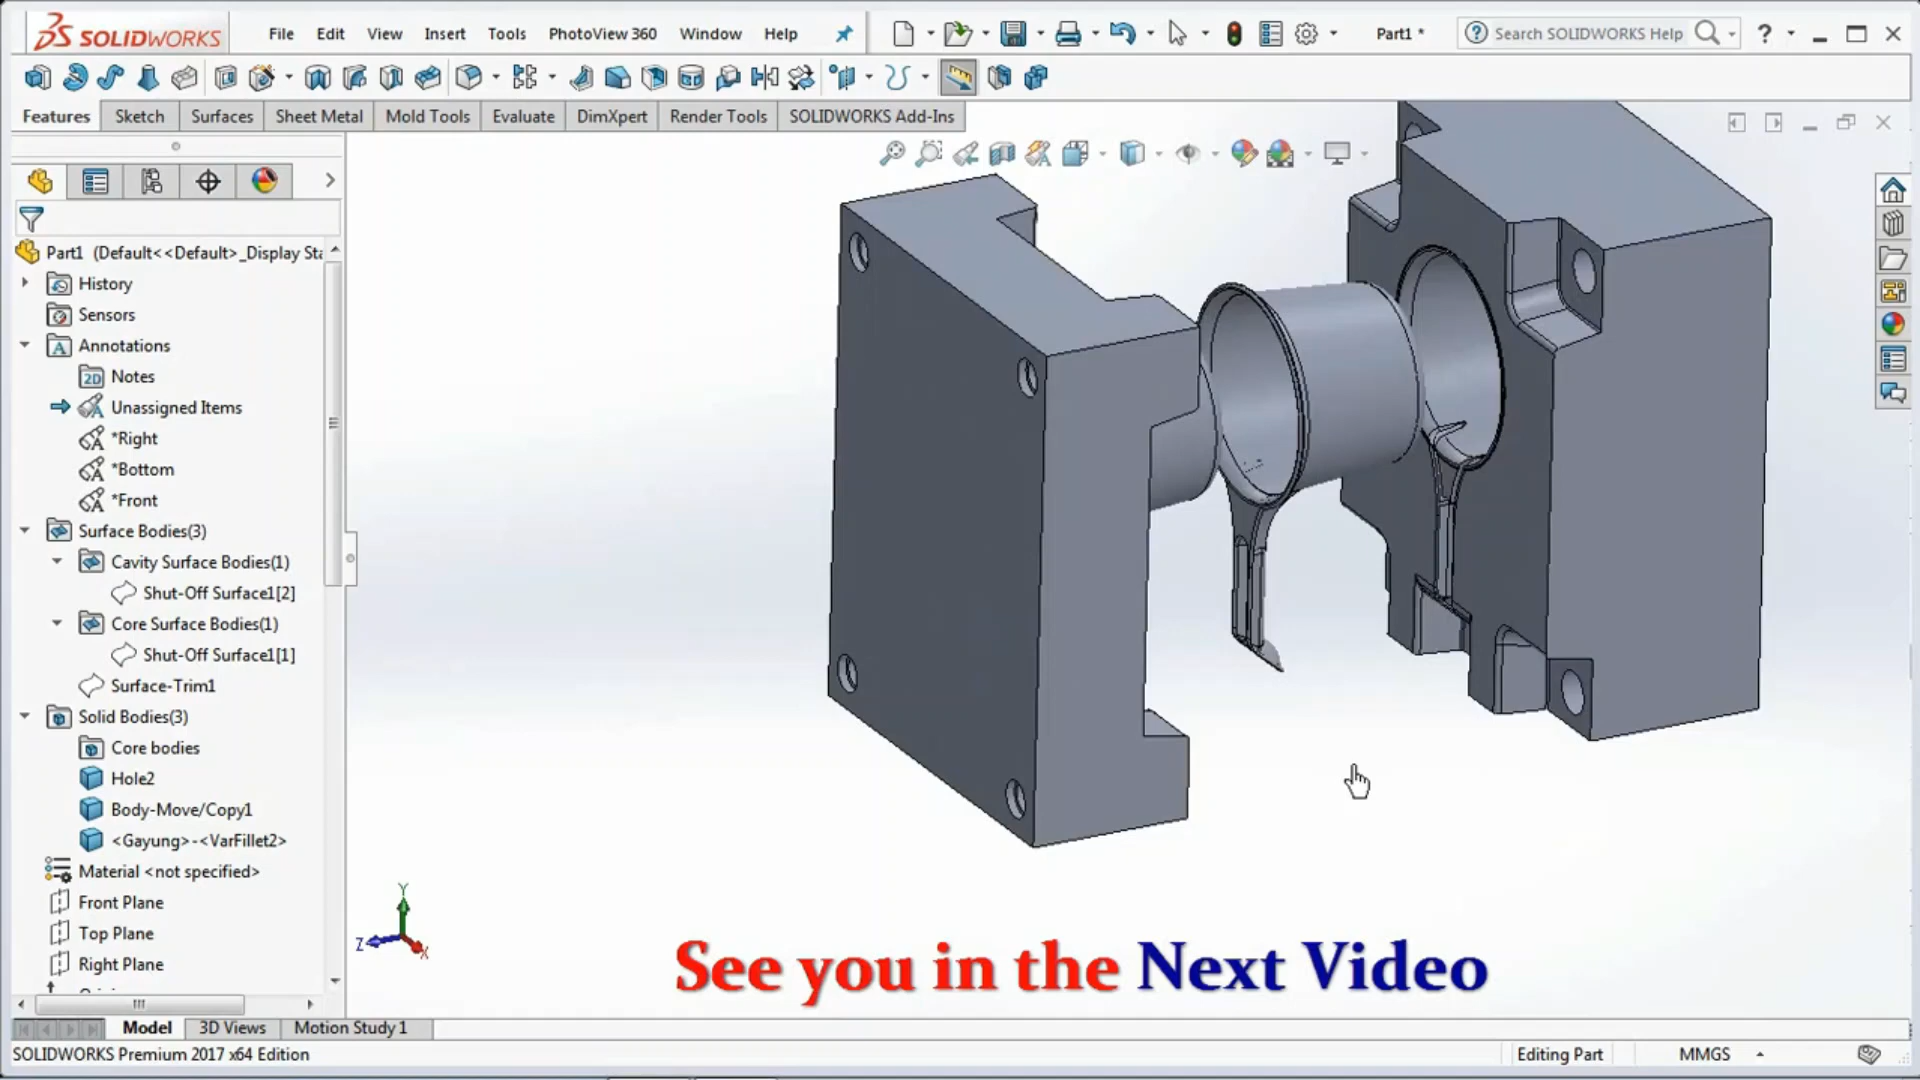 SOLIDWORKS File Edit View Insert Tools PhotoView 360 Window Help Part1 * Search SOLIDWORKS Help ?
Features Sketch Surfaces Sheet Metal Mold Tools Evaluate DimXpert Render Tools SOLIDWORKS Add-Ins
Part1 (Default<<Default>_Display Sta
History
Sensors
Annotations
Notes
Unassigned Items
*Right
*Bottom
*Front
Surface Bodies(3)
Cavity Surface Bodies(1)
Shut-Off Surface1[2]
Core Surface Bodies(1)
Shut-Off Surface1[1]
Surface-Trim1
Solid Bodies(3)
Core bodies
Hole2
Body-Move/Copy1
<Gayung>-<VarFillet2>
Material <not specified>
Front Plane
Top Plane
Right Plane
Y
Z
X
See you in the Next Video
Model 3D Views Motion Study 1
SOLIDWORKS Premium 2017 x64 Edition Editing Part MMGS